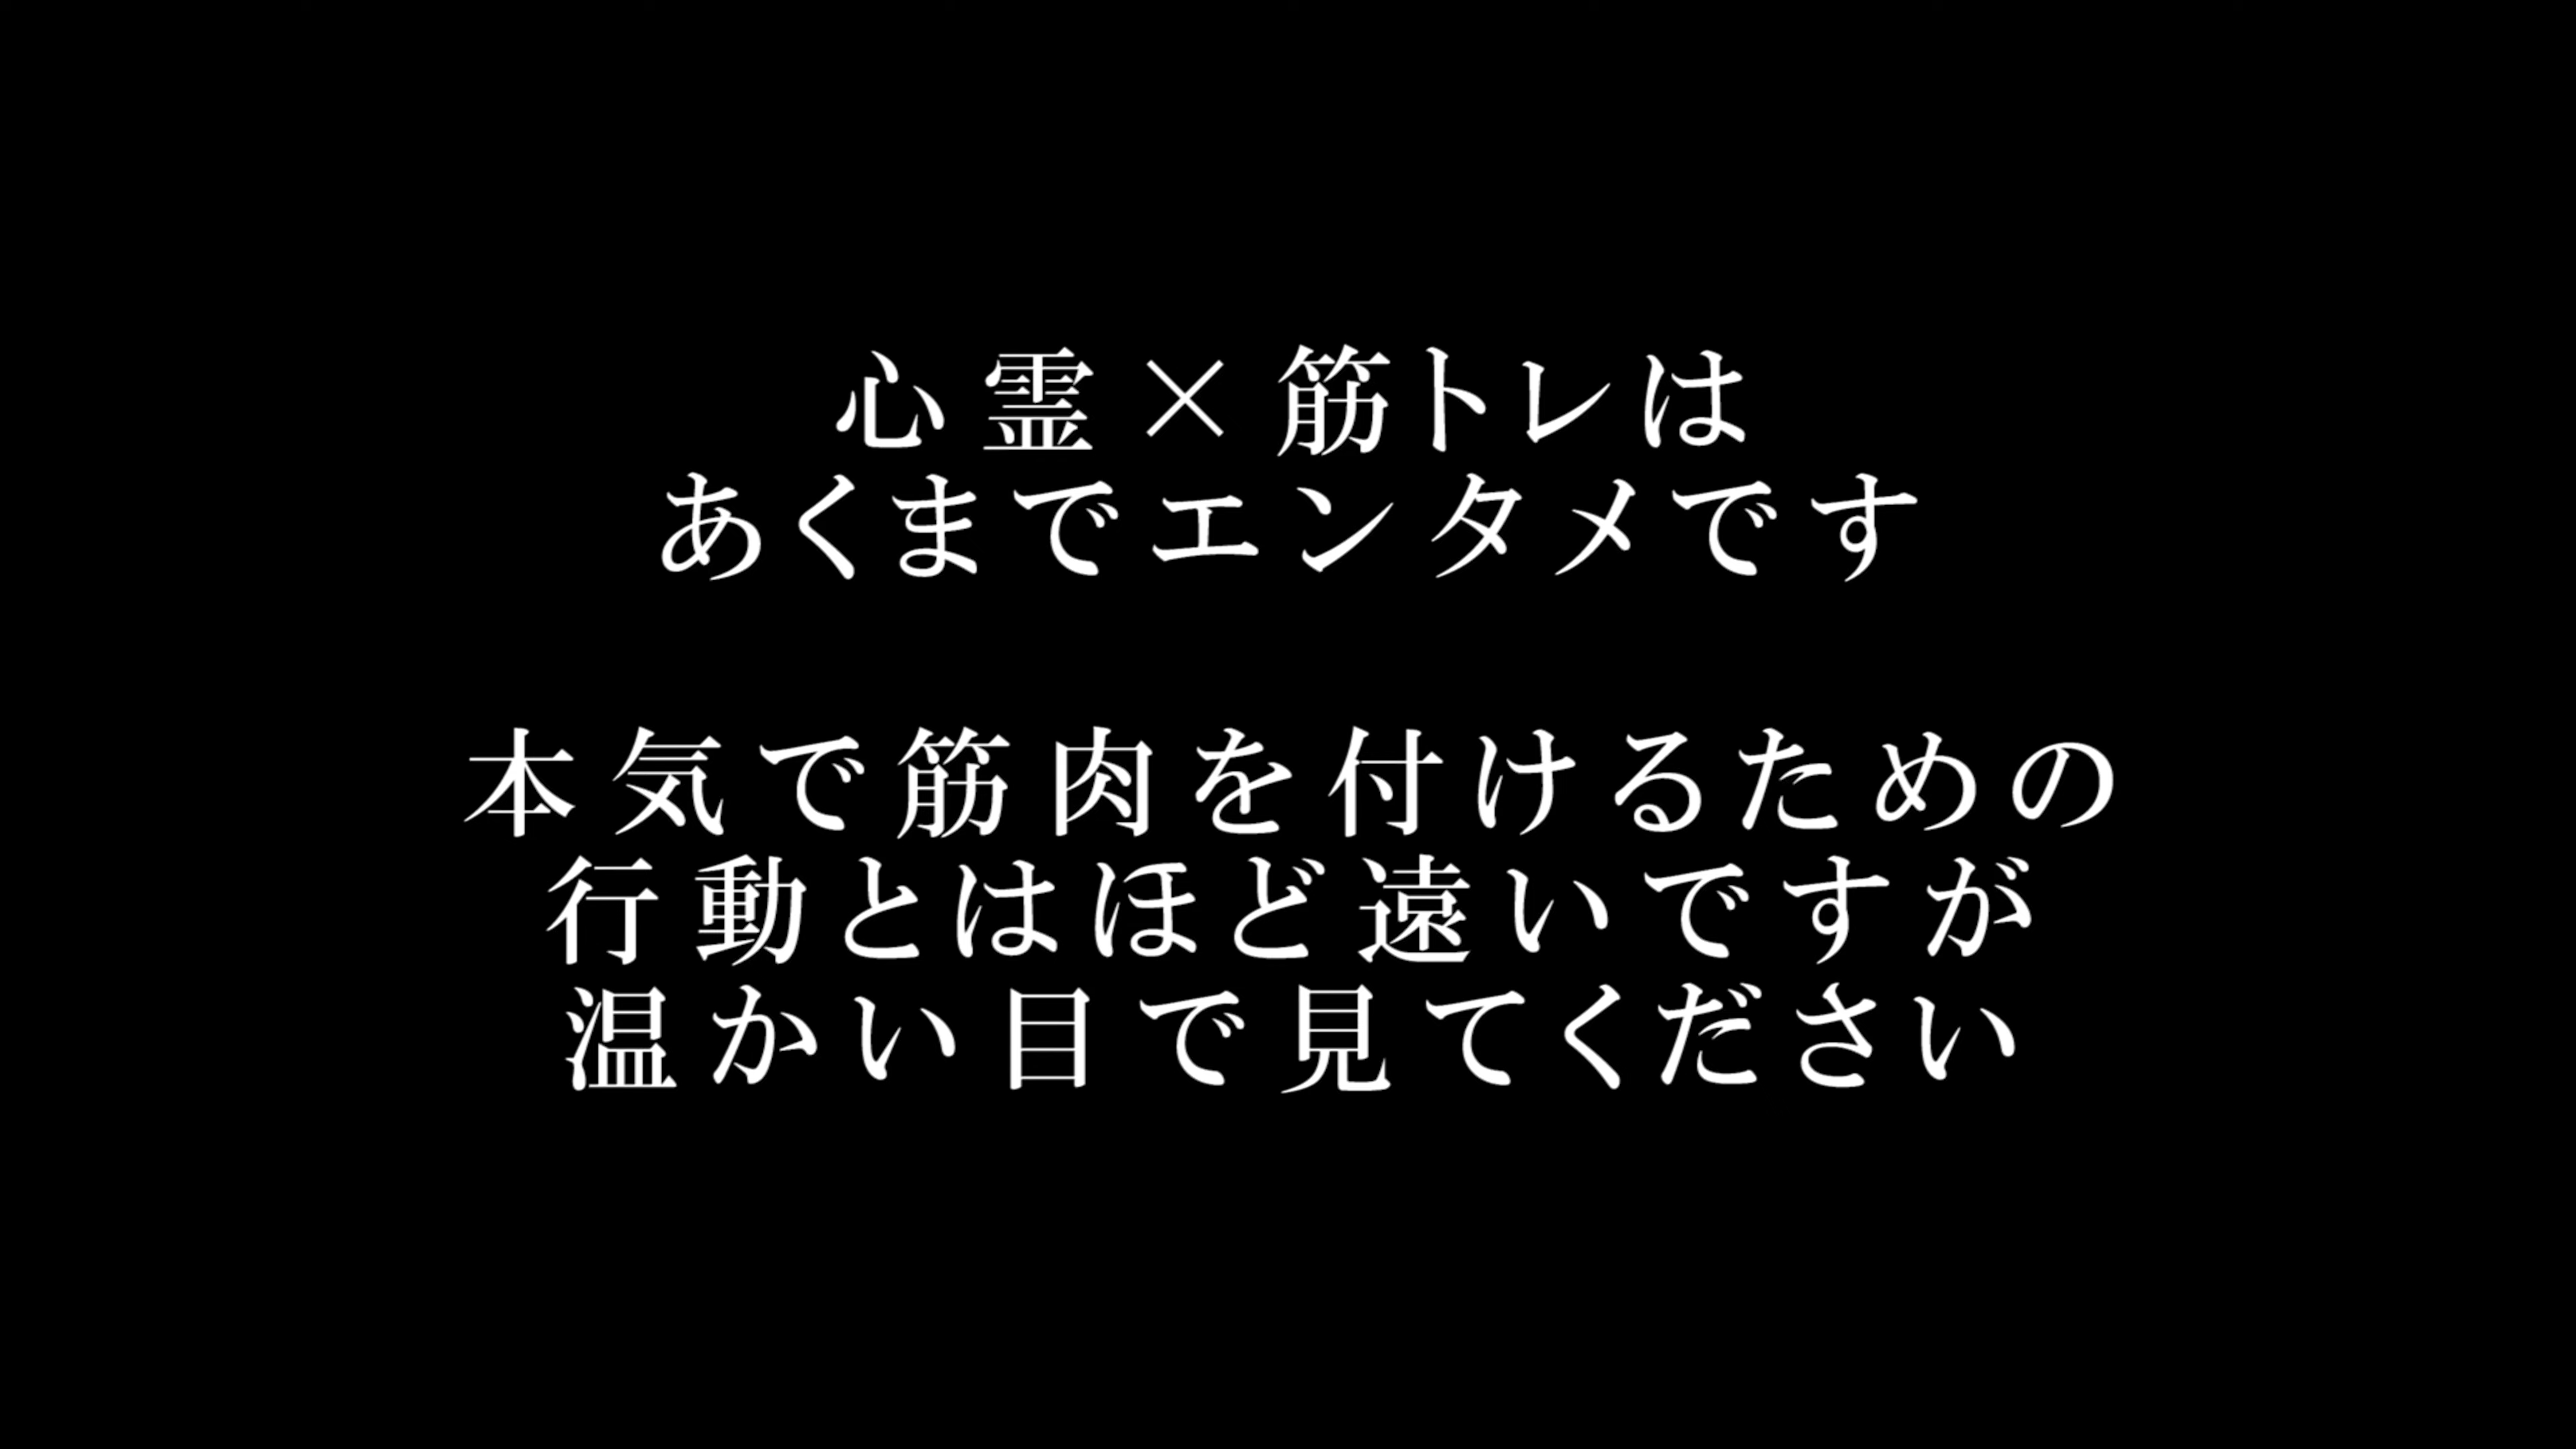 心霊×筋トレは
あくまでエンタメです
本気で筋肉を付けるための
行動とはほど遠いですが
温かい目で見てください